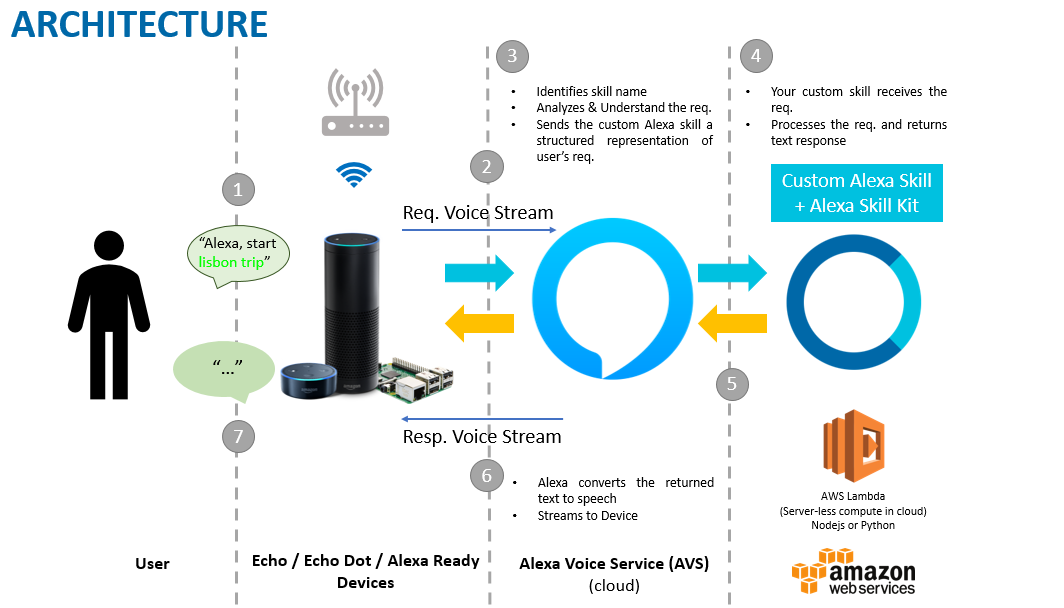 ARCHITECTURE
3
• Identifies skill name
• Analyzes & Understand the req.
• Sends the custom Alexa skill a
structured representation of
user's req.
4
• Your custom skill receives the
req.
• Processes the req. and returns
text response
2
1
Custom Alexa Skill
+ Alexa Skill Kit
Req. Voice Stream
“Alexa, start
lisbon trip”
“…”
amazon
amazon
5
Resp. Voice Stream
7
6
• Alexa converts the returned
text to speech
• Streams to Device
AWS Lambda
(Server-less compute in cloud)
Nodejs or Python
User
Echo / Echo Dot / Alexa Ready
Devices
Alexa Voice Service (AVS)
(cloud)
amazon
webservices